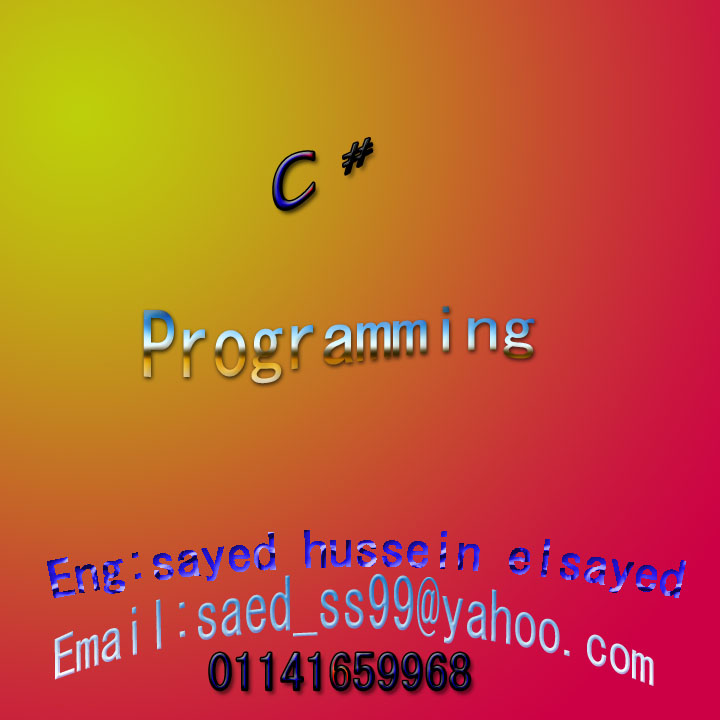 C #
Programming
Eng:sayed hussein elsayed
Email:saed_ss99@yahoo.com
01141659968